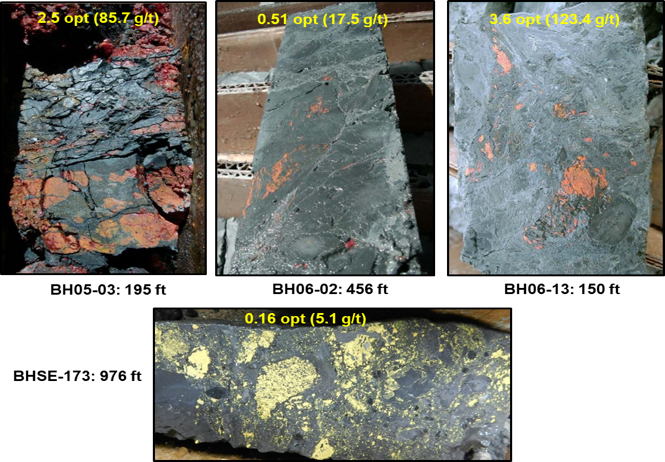 2.5 opt (85.7 g/t)
0.51 opt (17.5 g/t)
3.6 opt (123.4 g/t)
BH05-03: 195 ft
BH06-02: 456 ft
BH06-13: 150 ft
0.16 opt (5.1 g/t)
BHSE-173: 976 ft